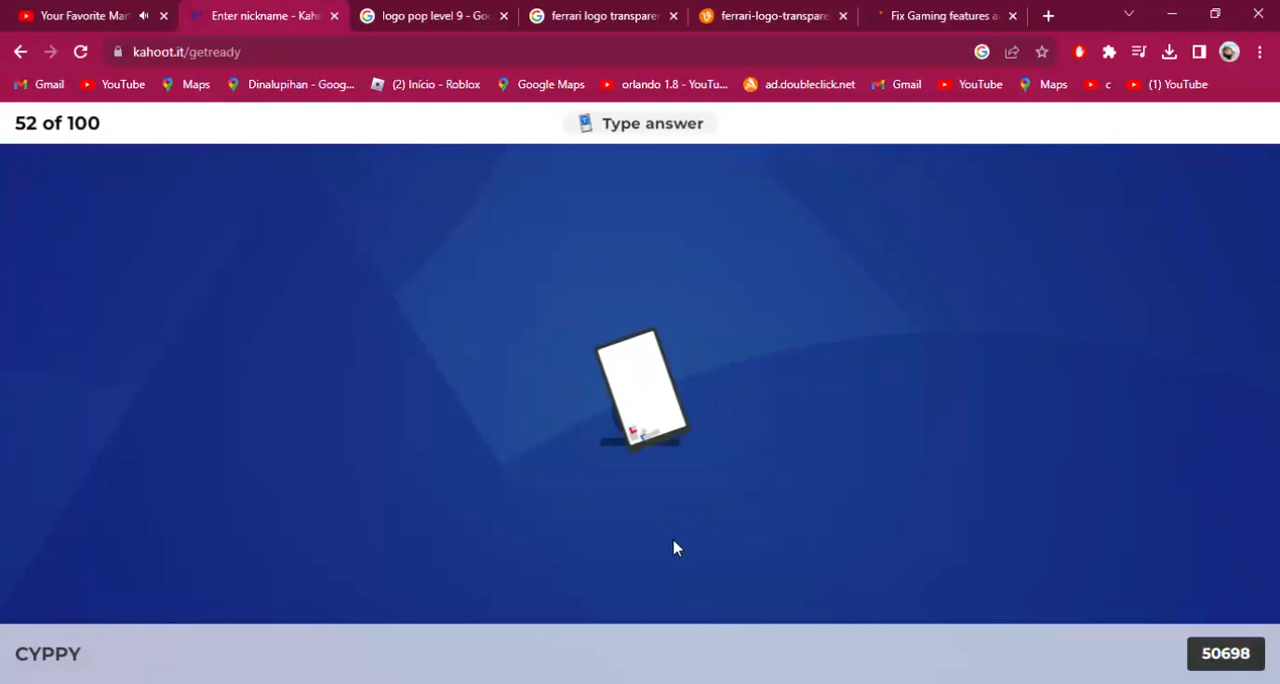 Your Favorite Mar
Enter nickname - Kah
logo pop level 9 - Go
ferrari logo transparen
ferrari-logo-transpare
Fix Gaming features a
kahoot.it/getready
Gmail
YouTube
Maps
Dinalupihan - Goog...
(2) Início - Roblox
Google Maps
orlando 1.8 - YouTu...
ad.doubleclick.net
Gmail
YouTube
Maps
c
(1) YouTube
52 of 100
Type answer
CYPPY
50698